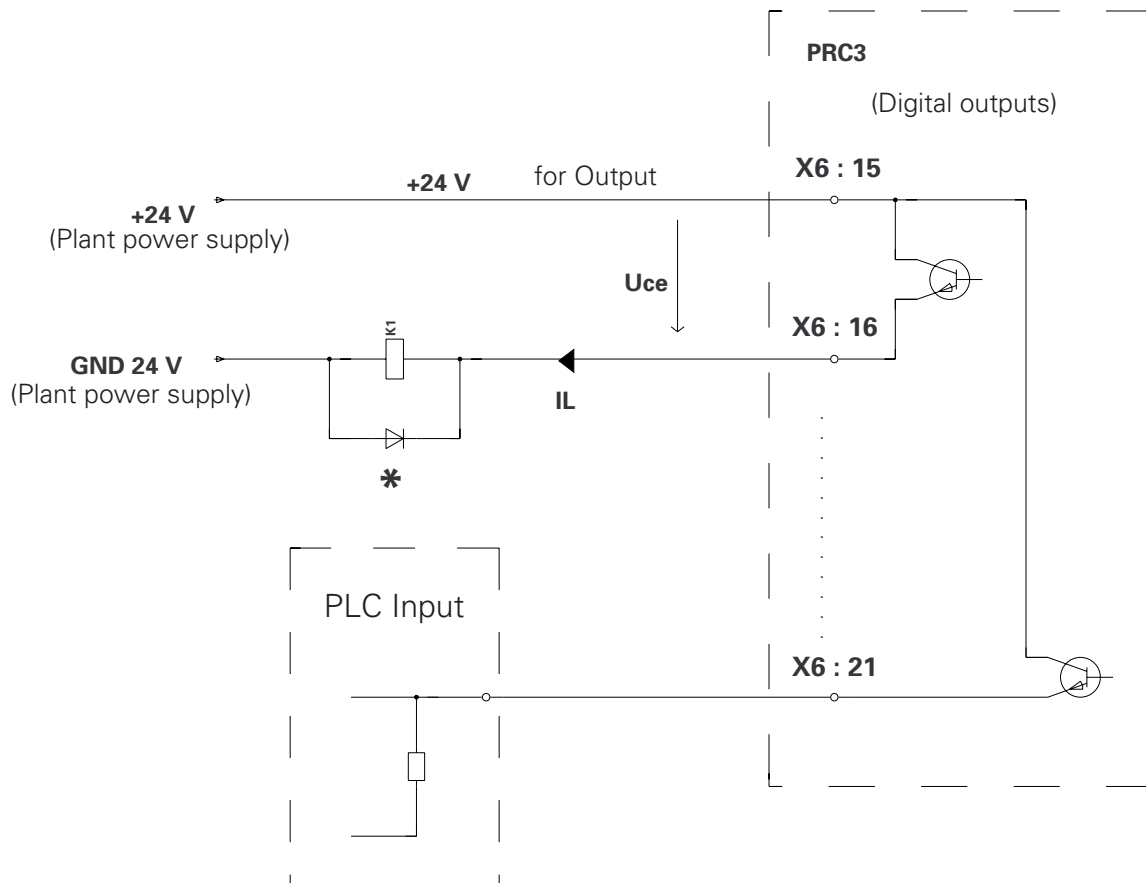 PRC3
(Digital outputs)
X6 : 15
+24 V
for Output
+24 V
(Plant power supply)
Uce
X6 : 16
K1
GND 24 V
(Plant power supply)
IL
*
PLC Input
X6 : 21